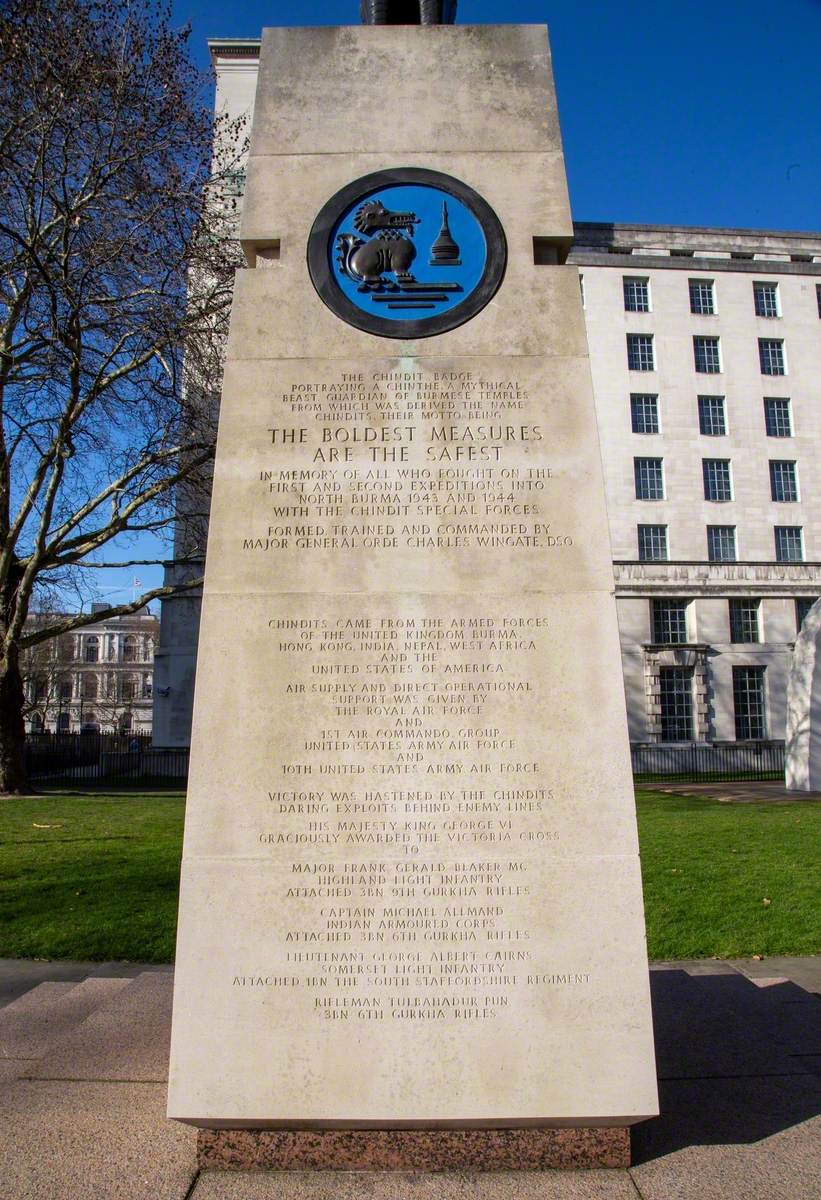 THE CHINDIT BADGE
PORTRAYING A CHINTHE, A MYTHICAL
BEAST, GUARDIAN OF BURMESE TEMPLES
FROM WHICH WAS DERIVED THE NAME
CHINDITS, THEIR MOTTO BEING
THE BOLDEST MEASURES
ARE THE SAFEST
IN MEMORY OF ALL WHO FOUGHT ON THE
FIRST AND SECOND EXPEDITIONS INTO
NORTH BURMA 1943 AND 1944
WITH THE CHINDIT SPECIAL FORCES
FORMED, TRAINED AND COMMANDED BY
MAJOR GENERAL ORDE CHARLES WINGATE, DSO
CHINDITS CAME FROM THE ARMED FORCES
OF THE UNITED KINGDOM BURMA,
HONG KONG, INDIA, NEPAL, WEST AFRICA
AND THE
UNITED STATES OF AMERICA
AIR SUPPLY AND DIRECT OPERATIONAL
SUPPORT WAS GIVEN BY
THE ROYAL AIR FORCE
AND
1ST AIR COMMANDO GROUP
UNITED STATES ARMY AIR FORCE
AND
10TH UNITED STATES ARMY AIR FORCE
VICTORY WAS HASTENED BY THE CHINDITS
DARING EXPLOITS BEHIND ENEMY LINES
HIS MAJESTY KING GEORGE VI
GRACIOUSLY AWARDED THE VICTORIA CROSS
TO
MAJOR FRANK GERALD BLAKER MC
HIGHLAND LIGHT INFANTRY
ATTACHED 3BN 9TH GURKHA RIFLES
CAPTAIN MICHAEL ALLMAND
INDIAN ARMOURED CORPS
ATTACHED 3BN 6TH GURKHA RIFLES
LIEUTENANT GEORGE ALBERT CAIRNS
SOMERSET LIGHT INFANTRY
ATTACHED 1BN THE SOUTH STAFFORDSHIRE REGIMENT
RIFLEMAN TULBAHADUR PUN
3BN 6TH GURKHA RIFLES